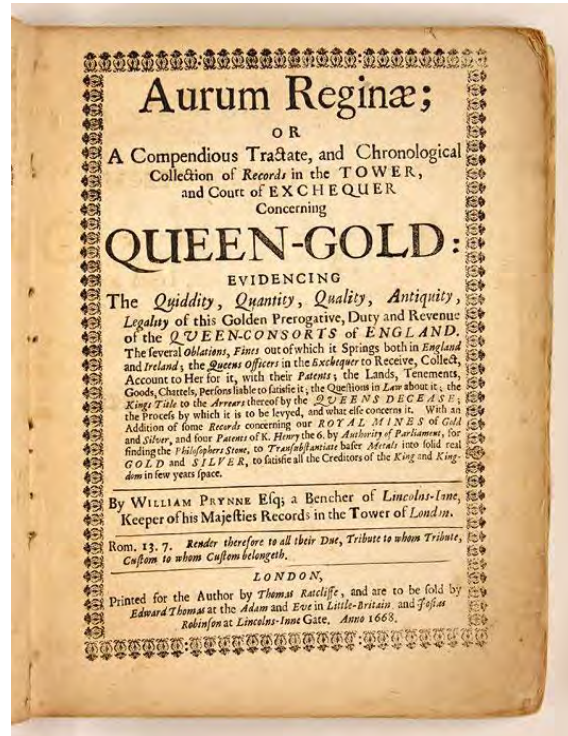 Aurum Reginæ;
OR
A Compendious Tractate, and Chronological
Collection of Records in the TOWER,
and Court of EXCHEQUER
Concerning
QUEEN-GOLD:
EVIDENCING
The Quiddity, Quantity, Quality, Antiquity,
Legality of this Golden Prerogative, Duty and Revenue
of the QVEEN-CONSORTS of ENGLAND.
The ſeveral Oblations, Fines out of which it Springs both in England
and Ireland; the Queens Officers in the Exchequer to Receive, Collect,
Account to Her for it, with their Patents; the Lands, Tenements,
Goods, Chattels, Perſons liable to ſatisfie it; the Queſtions in Law about it; the
Kings Title to the Arrears thereof by the QUEENS DECEASE;
the Proceſs by which it is to be levyed, and what elſe concerns it. With an
Addition of ſome Records concerning our ROYAL MINES of Gold
and Silver, and four Patents of K. Henry the 6. by Authority of Parliament, for
finding the Philoſophers Stone, to Tranſubſtantiate baſer Metals into ſolid real
GOLD and SILVER, to ſatisfie all the Creditors of the King and King-
dom in few years ſpace.
By WILLIAM PRYNNE Eſq; a Bencher of Lincolns-Inne,
Keeper of his Majeſties Records in the Tower of London.
Rom. 13. 7. Render therefore to all their Due, Tribute to whom Tribute,
Cuſtom to whom Cuſtom belongeth.
LONDON,
Printed for the Author by Thomas Ratcliffe, and are to be ſold by
Edward Thomas at the Adam and Eve in Little-Britain and Joſias
Robinſon at Lincolns-Inne Gate. Anno 1668.